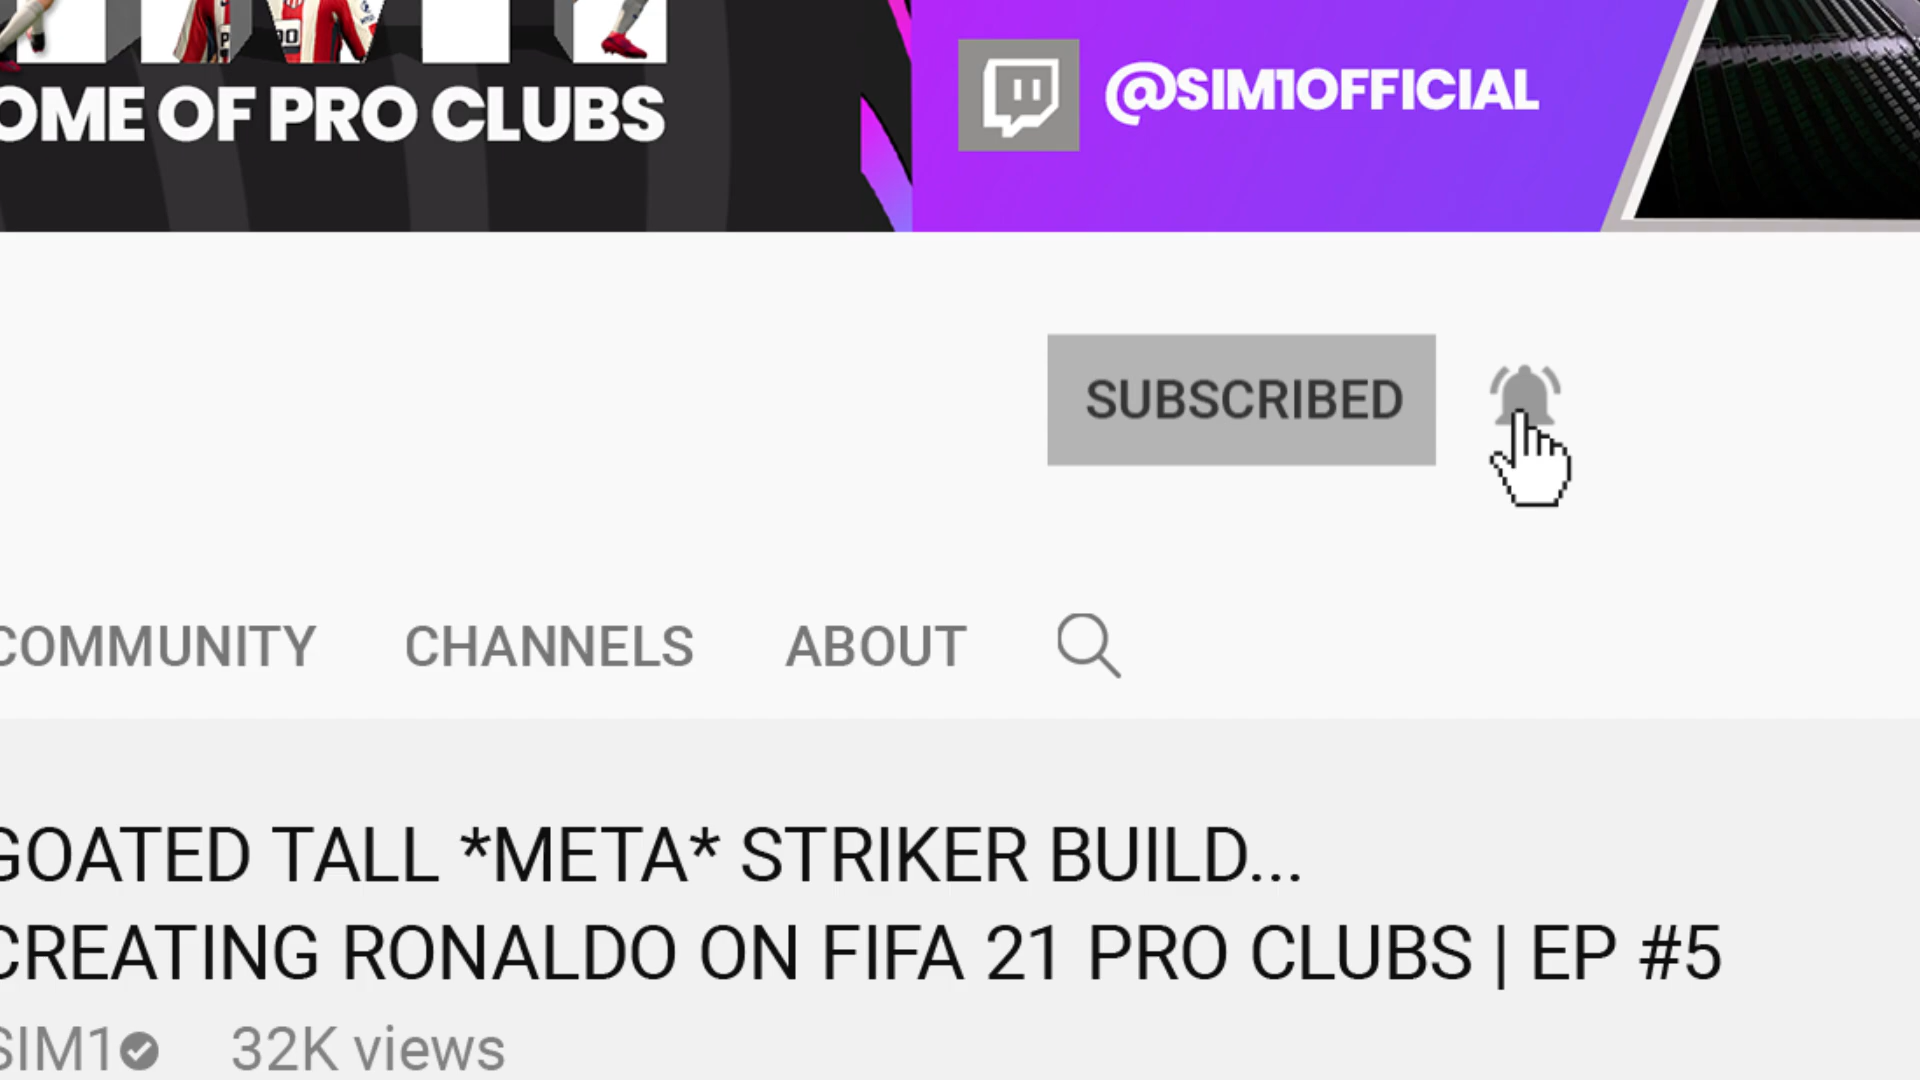 OME OF PRO CLUBS
@SIM1OFFICIAL
SUBSCRIBED
COMMUNITY CHANNELS ABOUT
GOATED TALL *META* STRIKER BUILD...
CREATING RONALDO ON FIFA 21 PRO CLUBS | EP #5
SIM1 32K views